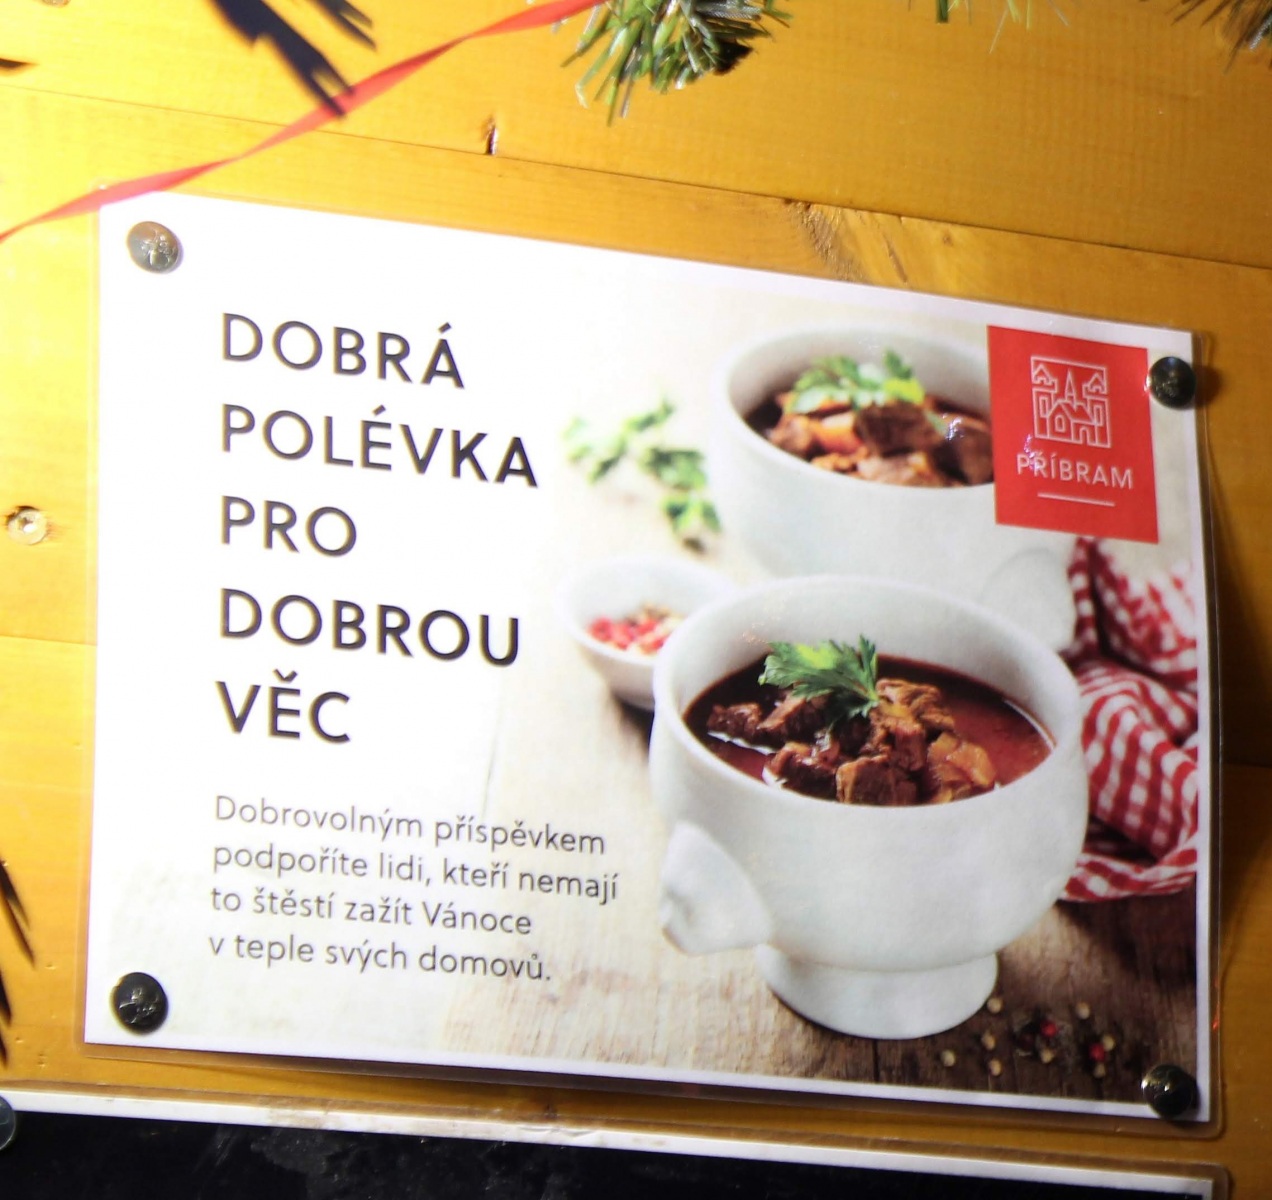 DOBRÁ
POLÉVKA
PRO
DOBROU
VĚC
Dobrovolným příspěvkem
podpoříte lidi, kteří nemají
to štěstí zažít Vánoce
v teple svých domovů.
PŘÍBRAM